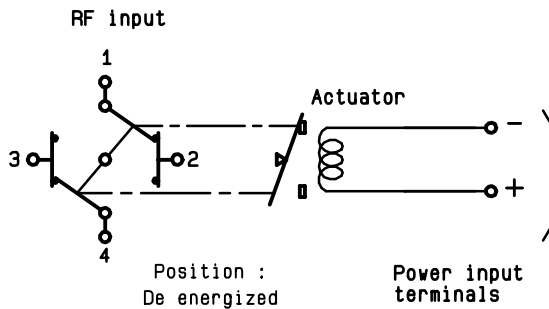 RF input
1
Actuator
-
3
2
+
4
Position :
De energized
Power input
terminals